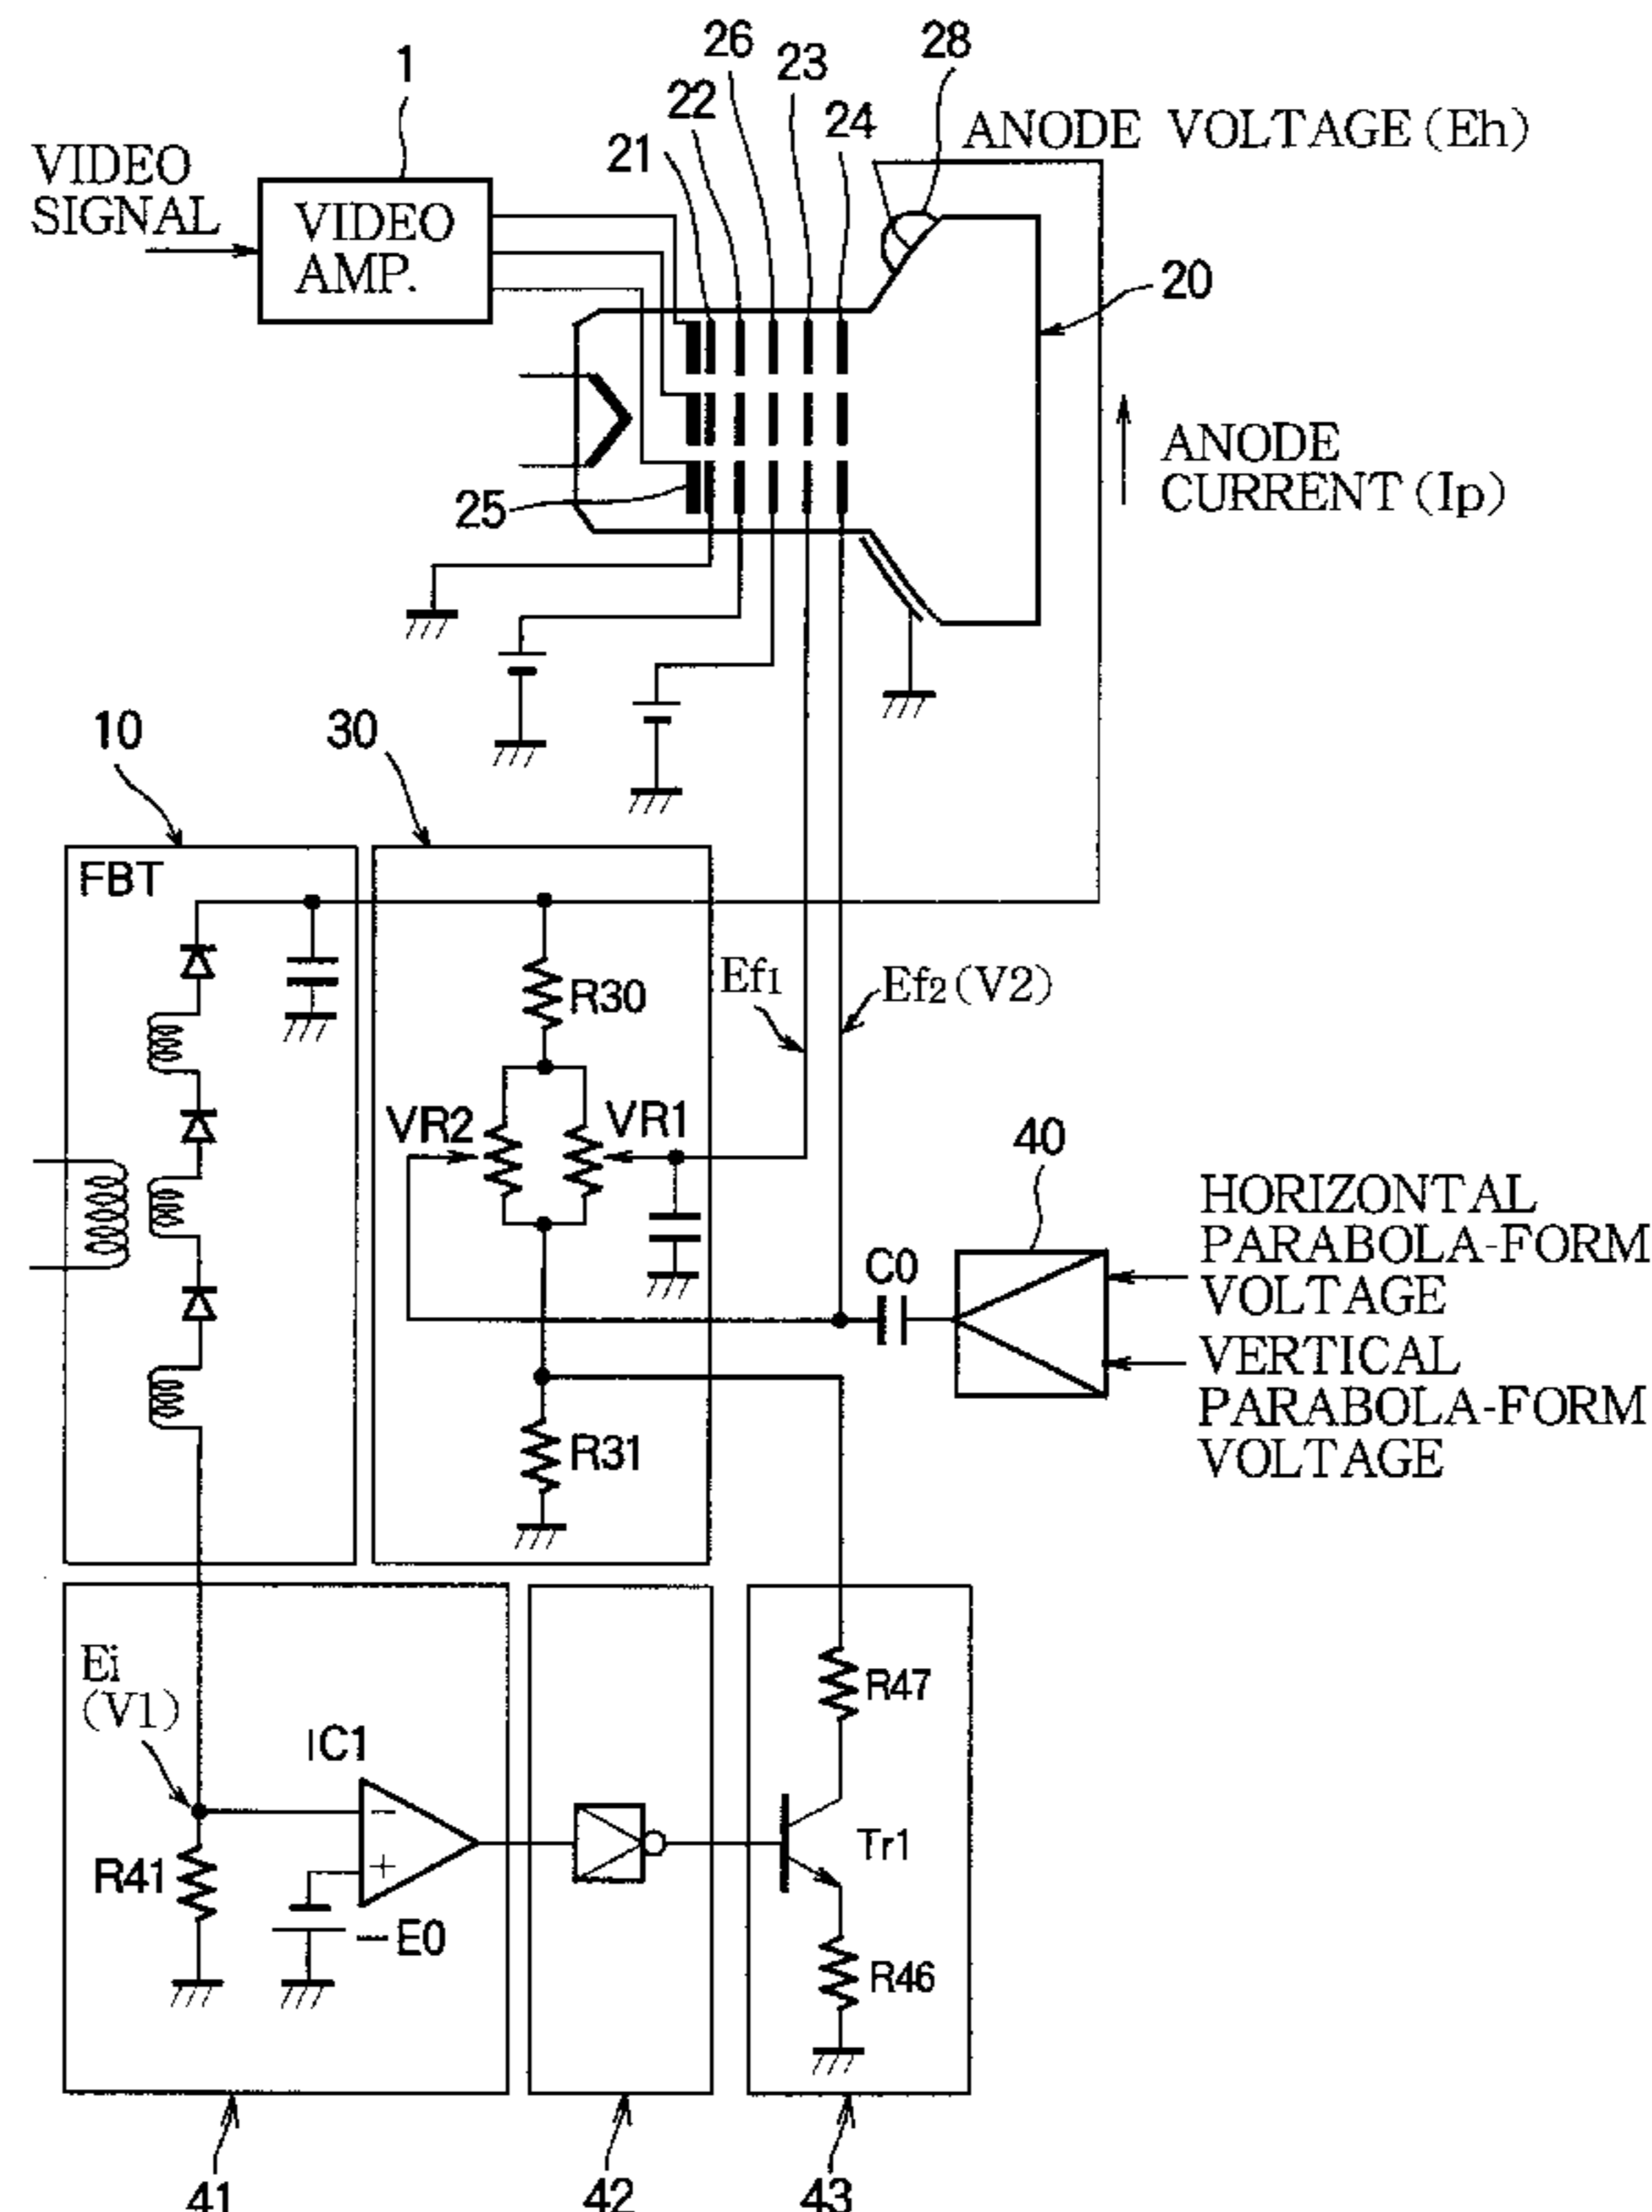 1
26
28
23
22
24
21
ANODE VOLTAGE (Eh)
VIDEO
SIGNAL
VIDEO
AMP.
20
25
ANODE
CURRENT (Ip)
10
30
FBT
R30
Ef1
Ef2 (V2)
VR2
VR1
40
HORIZONTAL
PARABOLA-FORM
VOLTAGE
C0
VERTICAL
PARABOLA-FORM
VOLTAGE
R31
Ei
(V1)
IC1
−
+
R41
−E0
R47
Tr1
R46
41
42
43